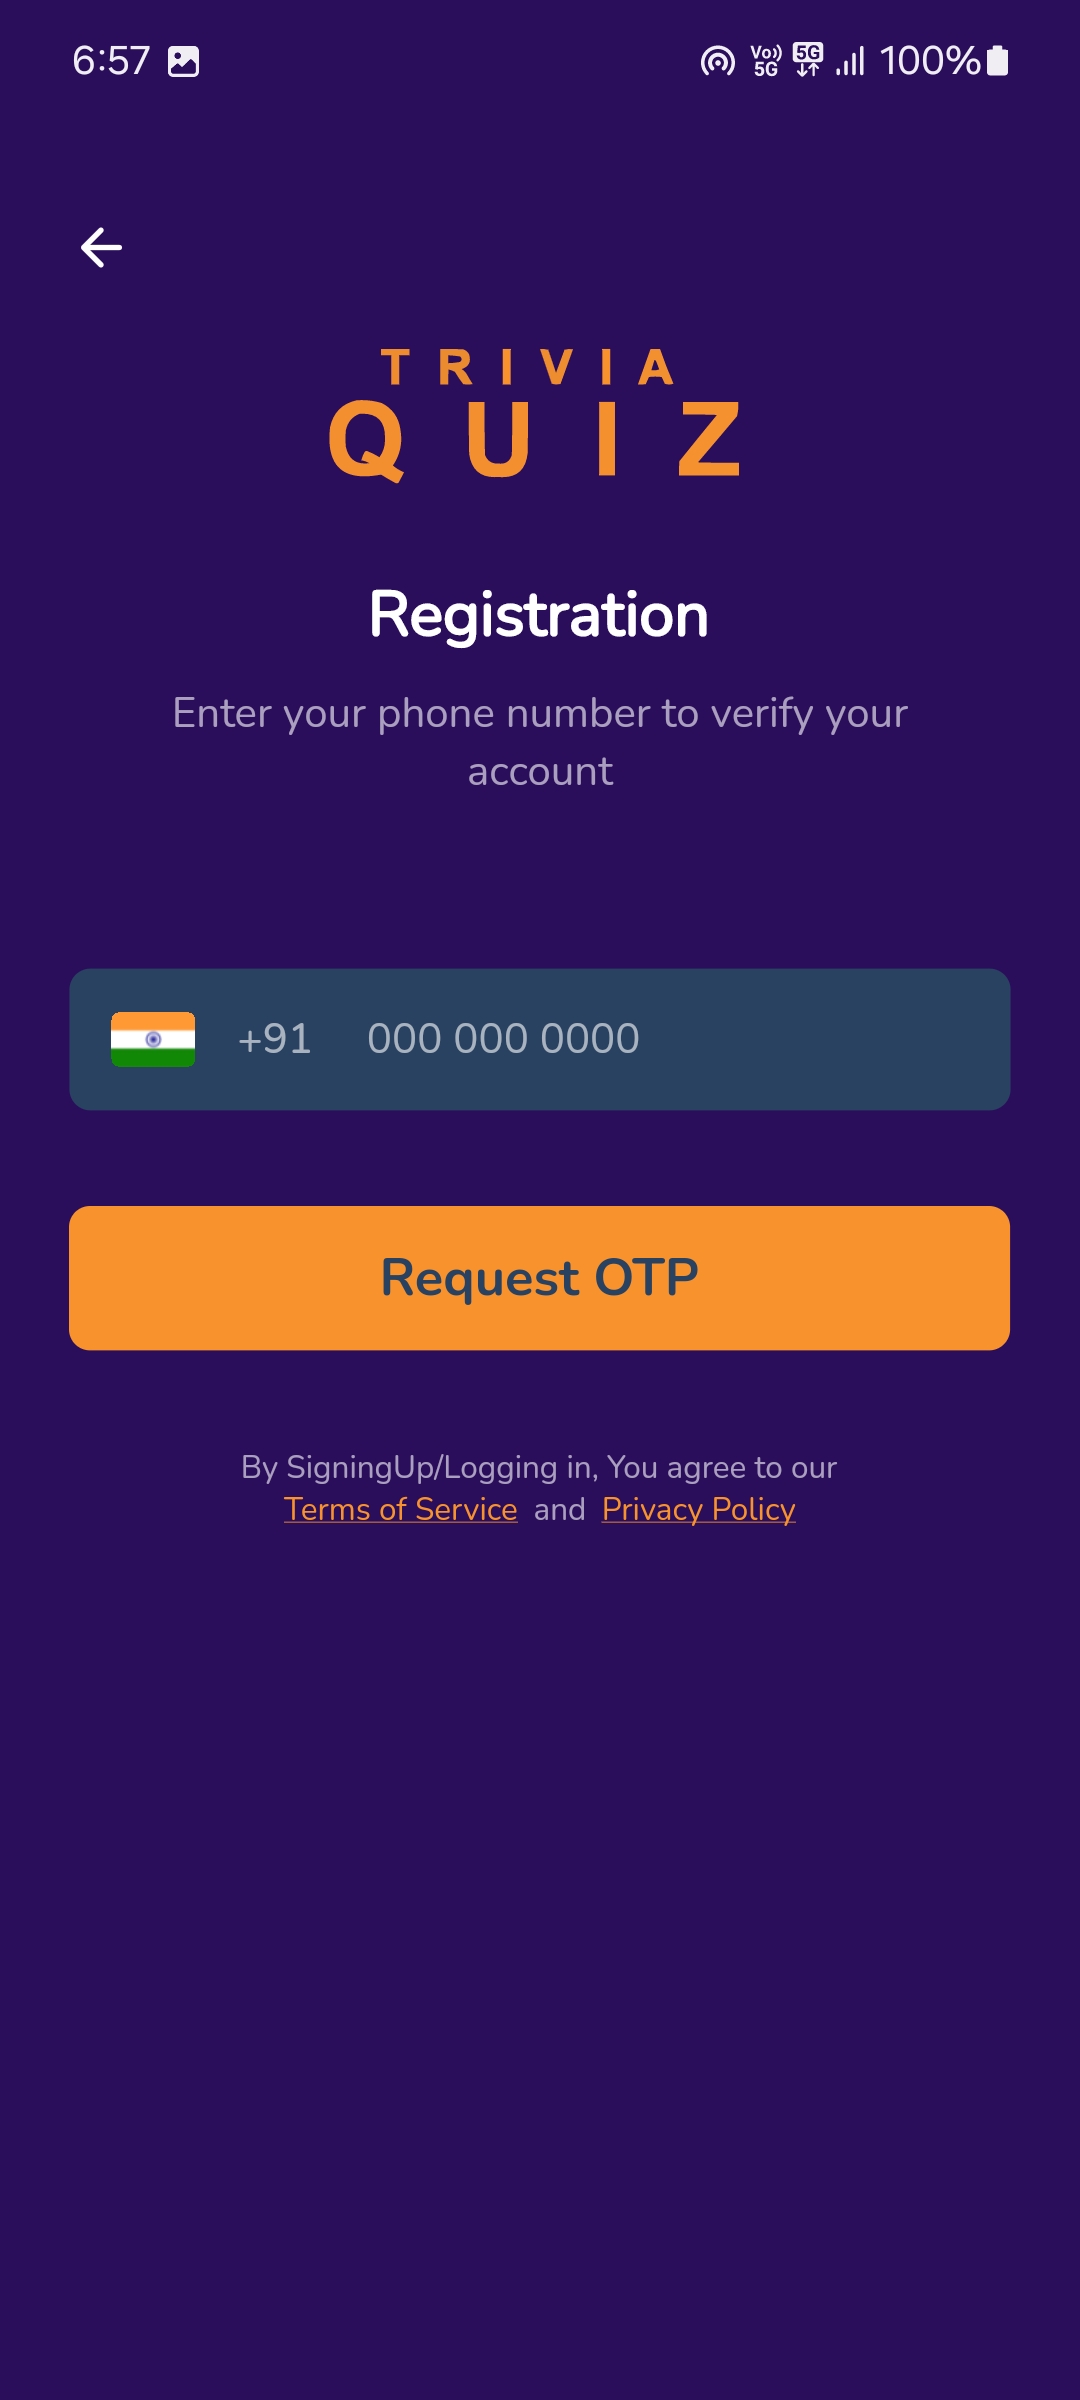 6:57 Vo)) 5G 5G 100%
TRIVIA
QUIZ
Registration
Enter your phone number to verify your
account
+91 000 000 0000
Request OTP
By SigningUp/Logging in, You agree to our
Terms of Service and Privacy Policy